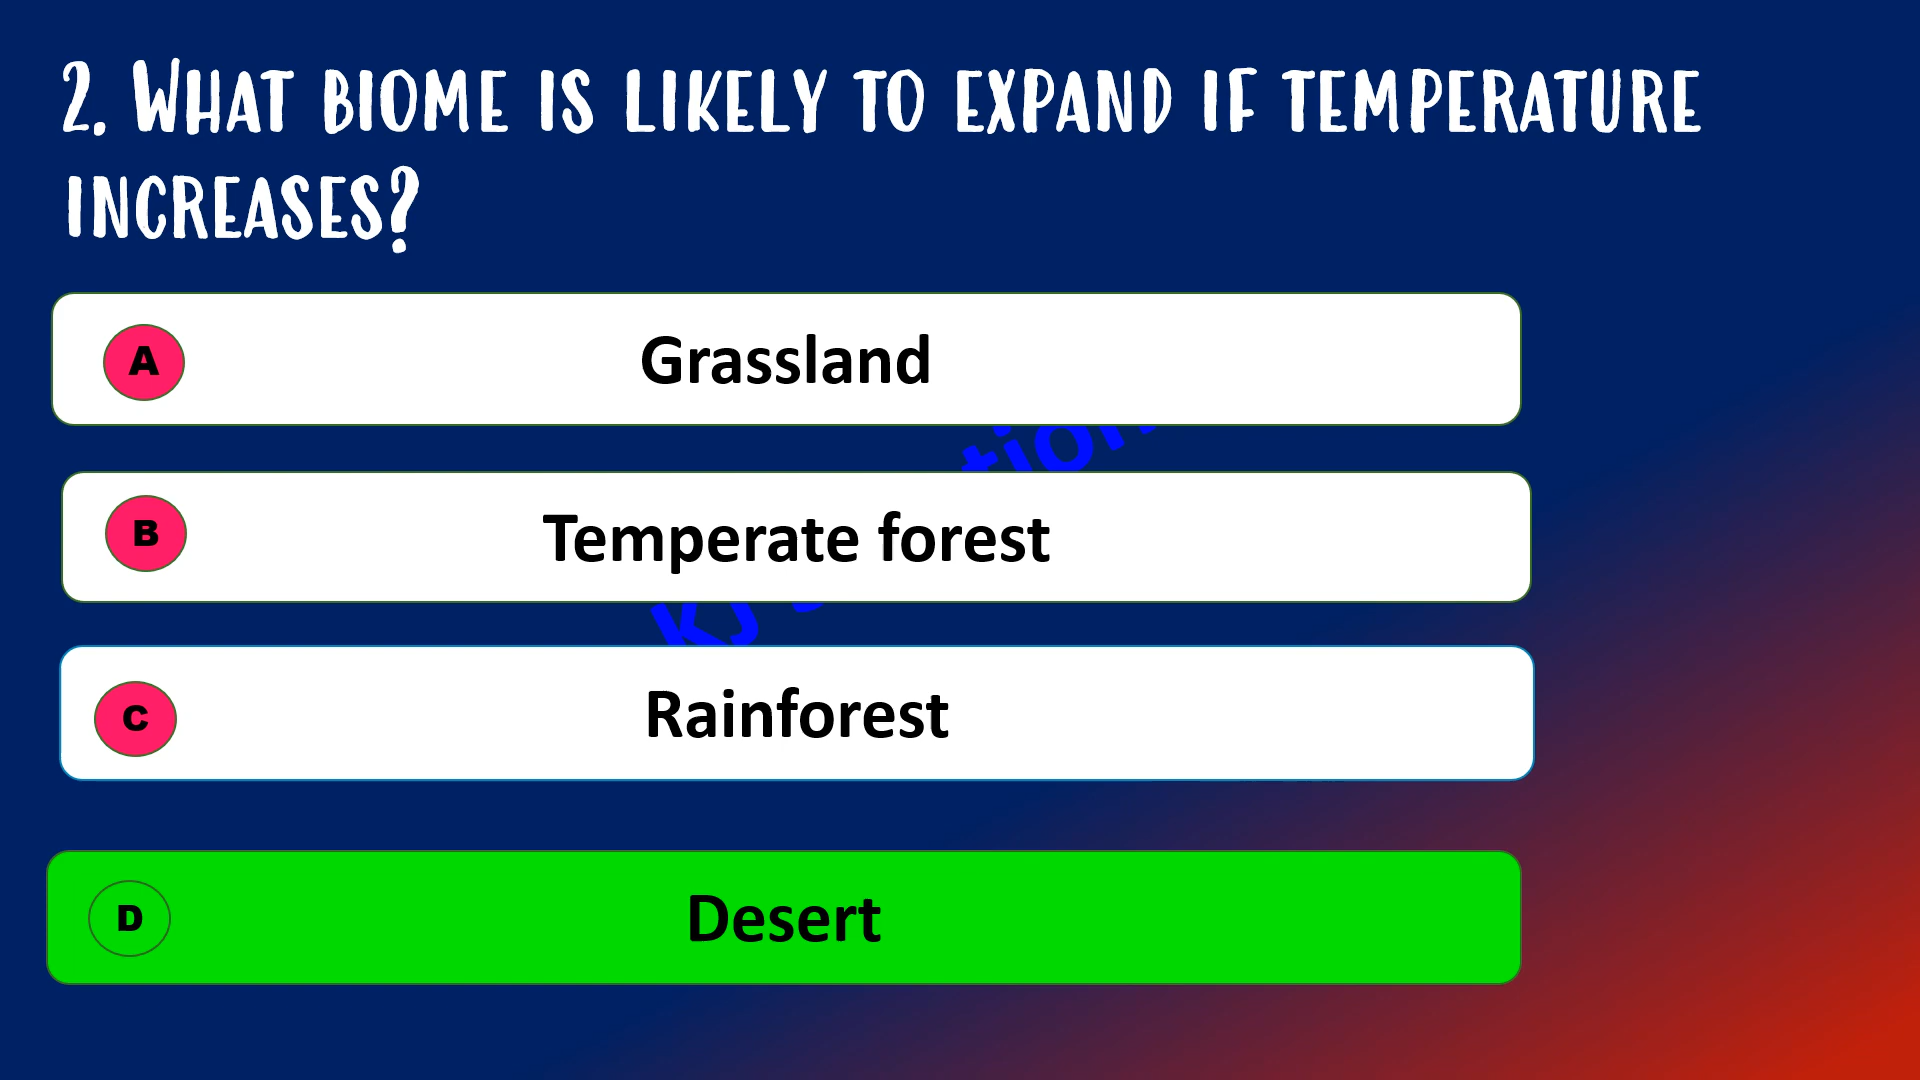 2. What biome is likely to expand if temperature
increases?
A Grassland
B Temperate forest
C Rainforest
D Desert